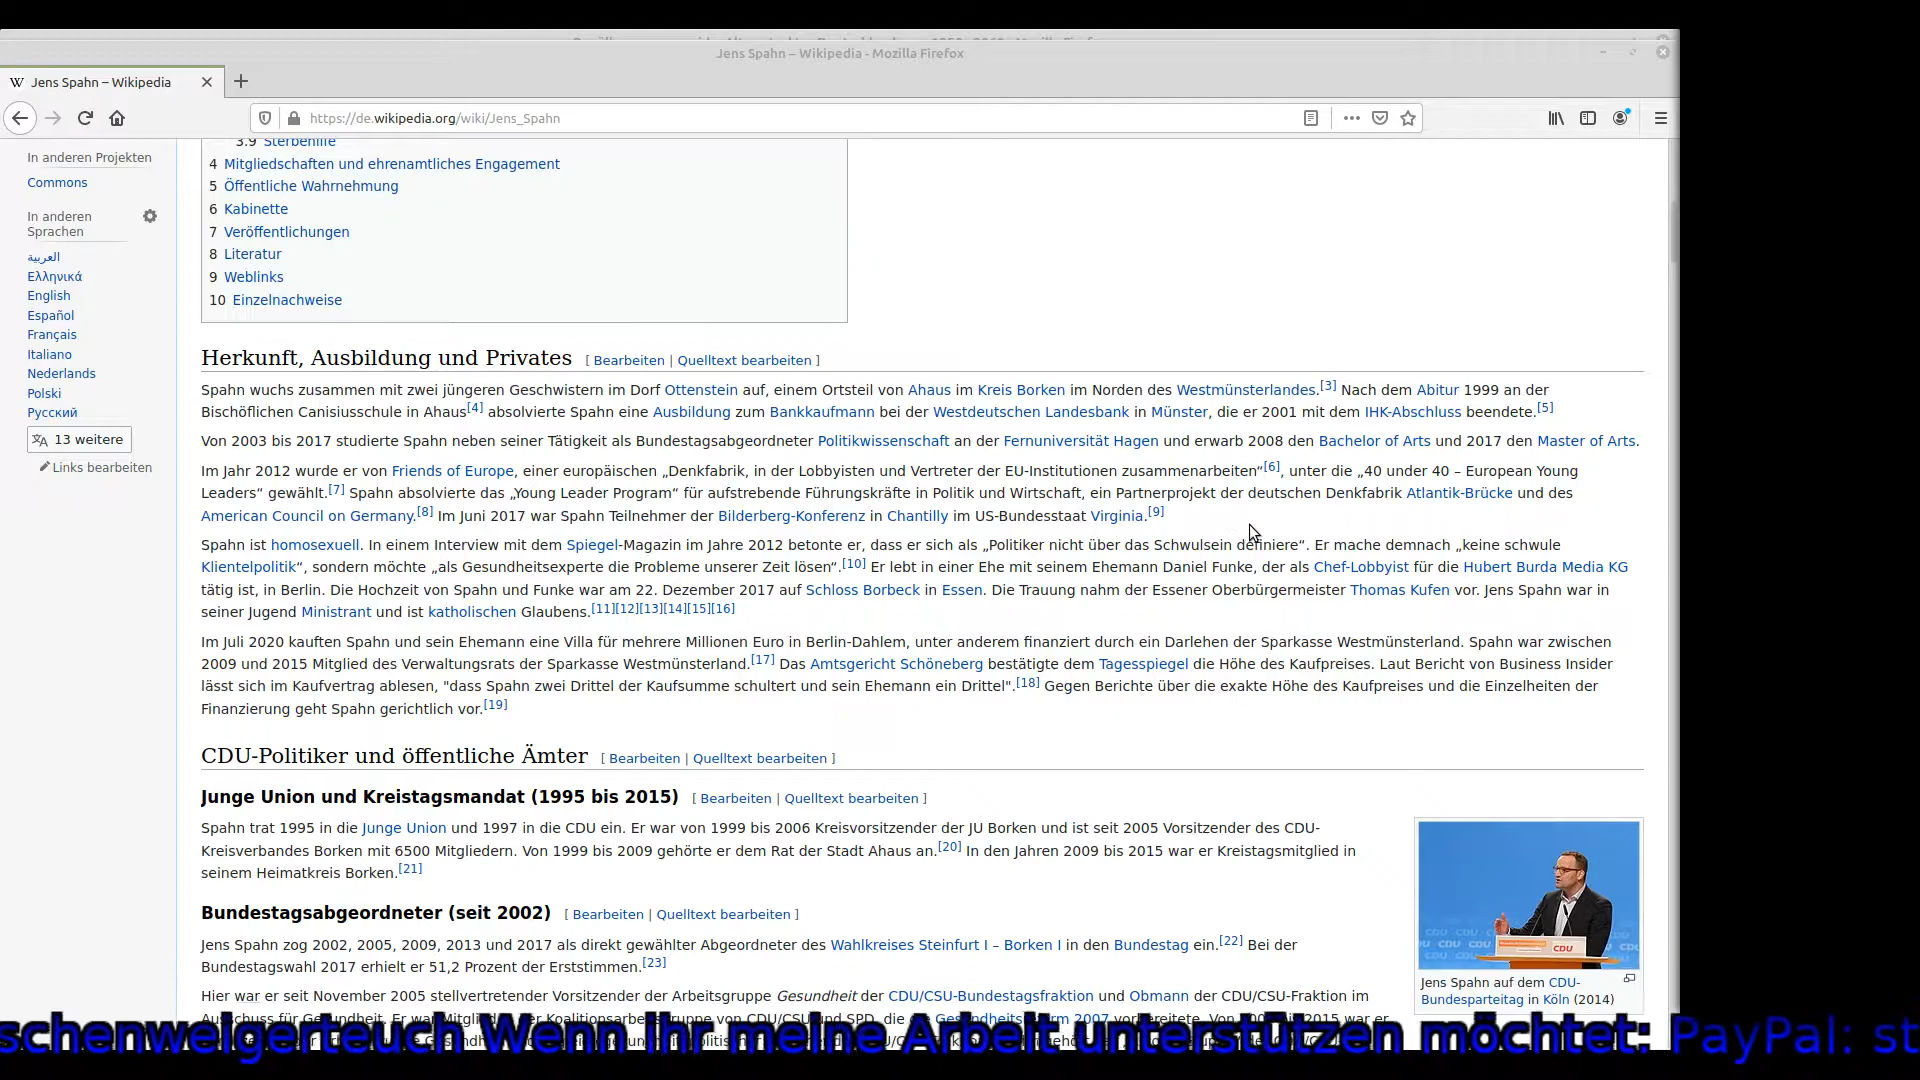 Jens Spahn – Wikipedia - Mozilla Firefox
Jens Spahn – Wikipedia
https://de.wikipedia.org/wiki/Jens_Spahn
In anderen Projekten
Commons
In anderen
Sprachen
العربية
Ελληνικά
English
Español
Français
Italiano
Nederlands
Polski
Русский
13 weitere
Links bearbeiten
3.9 Sterbehilfe
4 Mitgliedschaften und ehrenamtliches Engagement
5 Öffentliche Wahrnehmung
6 Kabinette
7 Veröffentlichungen
8 Literatur
9 Weblinks
10 Einzelnachweise
Herkunft, Ausbildung und Privates [ Bearbeiten | Quelltext bearbeiten ]
Spahn wuchs zusammen mit zwei jüngeren Geschwistern im Dorf Ottenstein auf, einem Ortsteil von Ahaus im Kreis Borken im Norden des Westmünsterlandes.[3] Nach dem Abitur 1999 an der
Bischöflichen Canisiusschule in Ahaus[4] absolvierte Spahn eine Ausbildung zum Bankkaufmann bei der Westdeutschen Landesbank in Münster, die er 2001 mit dem IHK-Abschluss beendete.[5]
Von 2003 bis 2017 studierte Spahn neben seiner Tätigkeit als Bundestagsabgeordneter Politikwissenschaft an der Fernuniversität Hagen und erwarb 2008 den Bachelor of Arts und 2017 den Master of Arts.
Im Jahr 2012 wurde er von Friends of Europe, einer europäischen „Denkfabrik, in der Lobbyisten und Vertreter der EU-Institutionen zusammenarbeiten“[6], unter die „40 under 40 – European Young
Leaders“ gewählt.[7] Spahn absolvierte das „Young Leader Program“ für aufstrebende Führungskräfte in Politik und Wirtschaft, ein Partnerprojekt der deutschen Denkfabrik Atlantik-Brücke und des
American Council on Germany.[8] Im Juni 2017 war Spahn Teilnehmer der Bilderberg-Konferenz in Chantilly im US-Bundesstaat Virginia.[9]
Spahn ist homosexuell. In einem Interview mit dem Spiegel-Magazin im Jahre 2012 betonte er, dass er sich als „Politiker nicht über das Schwulsein definiere“. Er mache demnach „keine schwule
Klientelpolitik“, sondern möchte „als Gesundheitsexperte die Probleme unserer Zeit lösen“.[10] Er lebt in einer Ehe mit seinem Ehemann Daniel Funke, der als Chef-Lobbyist für die Hubert Burda Media KG
tätig ist, in Berlin. Die Hochzeit von Spahn und Funke war am 22. Dezember 2017 auf Schloss Borbeck in Essen. Die Trauung nahm der Essener Oberbürgermeister Thomas Kufen vor. Jens Spahn war in
seiner Jugend Ministrant und ist katholischen Glaubens.[11][12][13][14][15][16]
Im Juli 2020 kauften Spahn und sein Ehemann eine Villa für mehrere Millionen Euro in Berlin-Dahlem, unter anderem finanziert durch ein Darlehen der Sparkasse Westmünsterland. Spahn war zwischen
2009 und 2015 Mitglied des Verwaltungsrats der Sparkasse Westmünsterland.[17] Das Amtsgericht Schöneberg bestätigte dem Tagesspiegel die Höhe des Kaufpreises. Laut Bericht von Business Insider
lässt sich im Kaufvertrag ablesen, "dass Spahn zwei Drittel der Kaufsumme schultert und sein Ehemann ein Drittel".[18] Gegen Berichte über die exakte Höhe des Kaufpreises und die Einzelheiten der
Finanzierung geht Spahn gerichtlich vor.[19]
CDU-Politiker und öffentliche Ämter [ Bearbeiten | Quelltext bearbeiten ]
Junge Union und Kreistagsmandat (1995 bis 2015) [ Bearbeiten | Quelltext bearbeiten ]
Spahn trat 1995 in die Junge Union und 1997 in die CDU ein. Er war von 1999 bis 2006 Kreisvorsitzender der JU Borken und ist seit 2005 Vorsitzender des CDU-
Kreisverbandes Borken mit 6500 Mitgliedern. Von 1999 bis 2009 gehörte er dem Rat der Stadt Ahaus an.[20] In den Jahren 2009 bis 2015 war er Kreistagsmitglied in
seinem Heimatkreis Borken.[21]
Bundestagsabgeordneter (seit 2002) [ Bearbeiten | Quelltext bearbeiten ]
Jens Spahn zog 2002, 2005, 2009, 2013 und 2017 als direkt gewählter Abgeordneter des Wahlkreises Steinfurt I – Borken I in den Bundestag ein.[22] Bei der
Bundestagswahl 2017 erhielt er 51,2 Prozent der Erststimmen.[23]
Hier war er seit November 2005 stellvertretender Vorsitzender der Arbeitsgruppe Gesundheit der CDU/CSU-Bundestagsfraktion und Obmann der CDU/CSU-Fraktion im
CDU
Jens Spahn auf dem CDU-
Bundesparteitag in Köln (2014)
schenweigerteuch Wenn ihr meine Arbeit unterstützen möchtet: PayPal: st